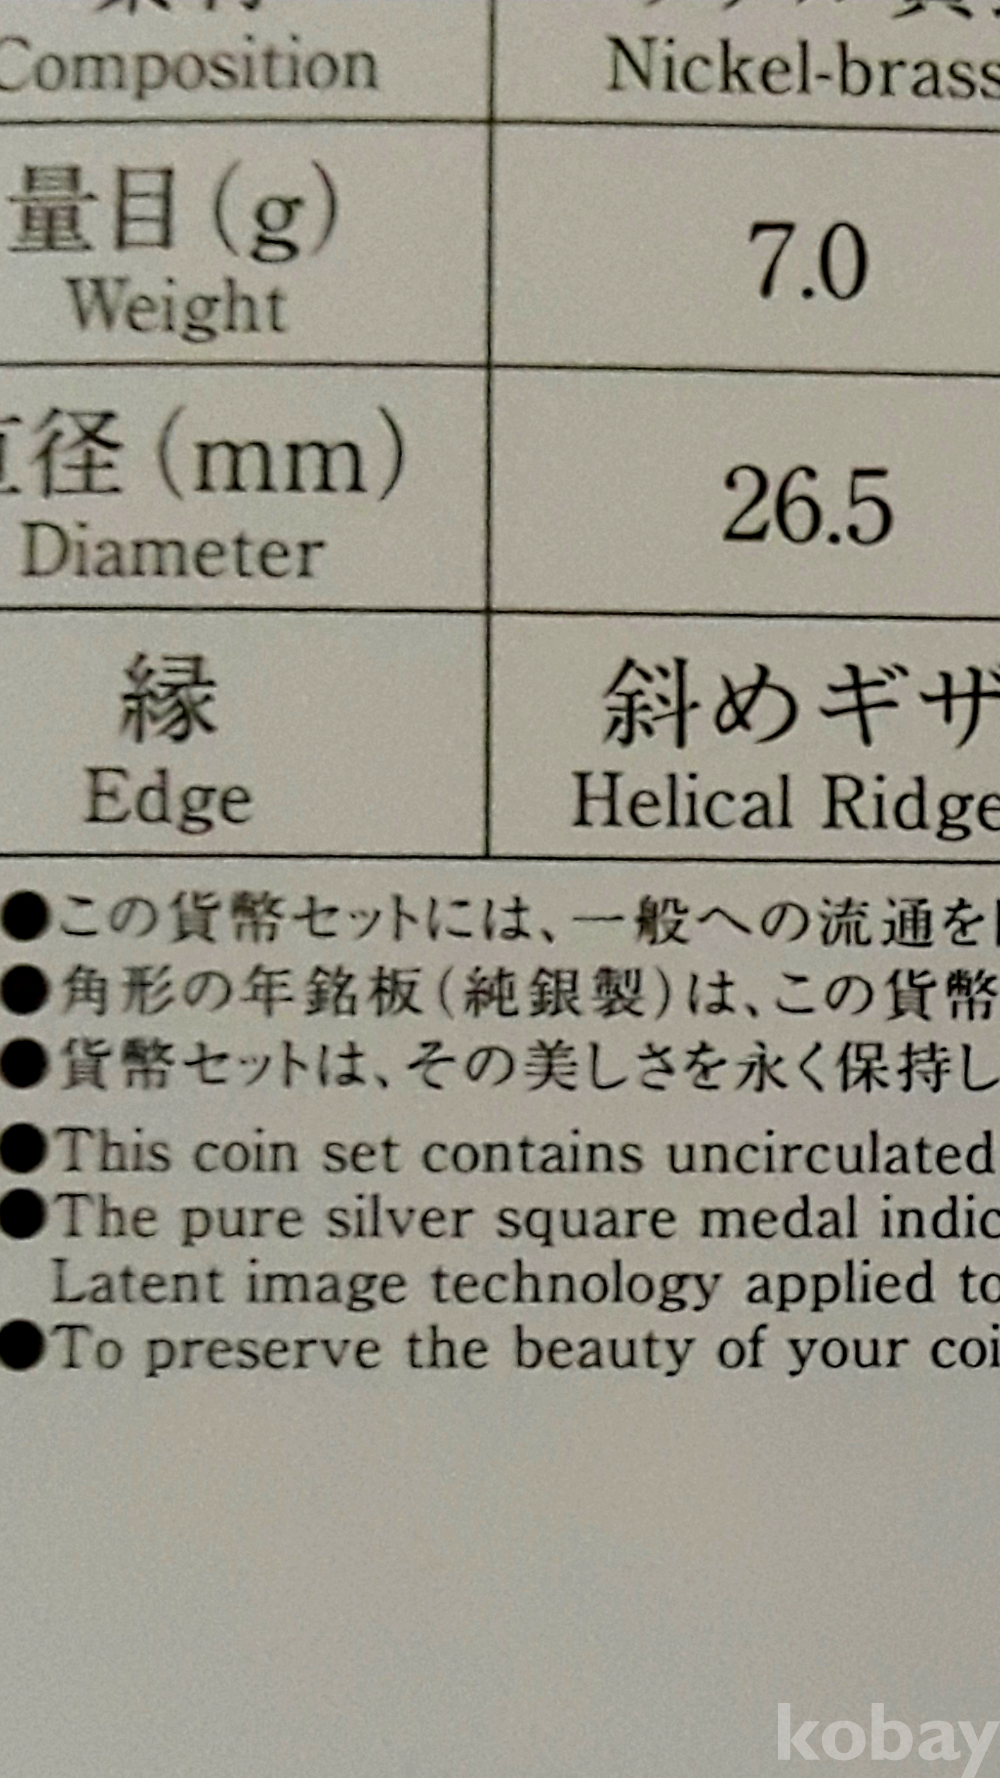 Composition
Nickel-brass
量目(g)
Weight
7.0
直径(mm)
Diameter
26.5
縁
Edge
斜めギザ
Helical Ridge
●この貨幣セットには、一般への流通を
●角形の年銘板(純銀製)は、この貨幣
●貨幣セットは、その美しさを永く保持し
●This coin set contains uncirculated
●The pure silver square medal indic
Latent image technology applied to
●To preserve the beauty of your coi
kobay